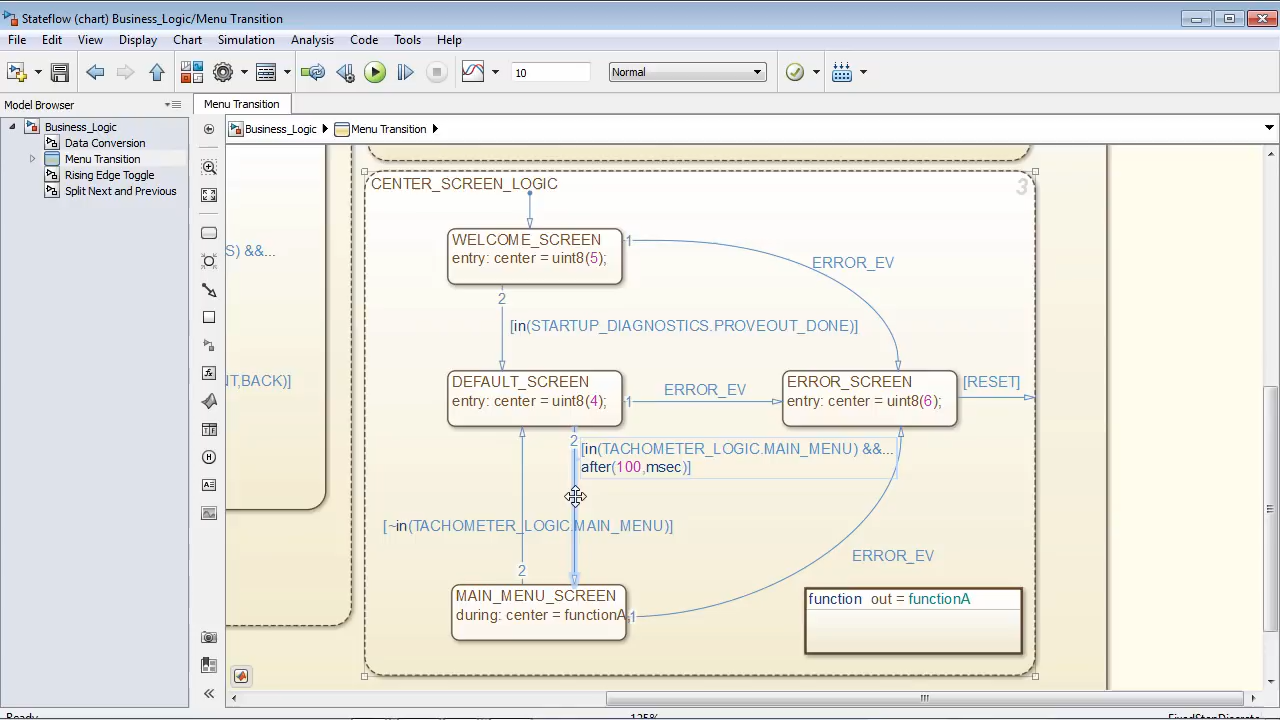 Stateflow (chart) Business_Logic/Menu Transition
File Edit View Display Chart Simulation Analysis Code Tools Help
10 Normal
Model Browser
Menu Transition
Business_Logic
Data Conversion
Menu Transition
Rising Edge Toggle
Split Next and Previous
Business_Logic Menu Transition
CENTER_SCREEN_LOGIC
3
WELCOME_SCREEN
entry: center = uint8(5);
1
ERROR_EV
2
[in(STARTUP_DIAGNOSTICS.PROVEOUT_DONE)]
S) &&...
NT,BACK)]
DEFAULT_SCREEN
entry: center = uint8(4);
1
ERROR_EV
ERROR_SCREEN
entry: center = uint8(6);
[RESET]
2
[in(TACHOMETER_LOGIC.MAIN_MENU) &&...
after(100,msec)]
[~in(TACHOMETER_LOGIC.MAIN_MENU)]
2
ERROR_EV
MAIN_MENU_SCREEN
during: center = functionA;
1
function out = functionA
Ready
125%
FixedStepDiscrete